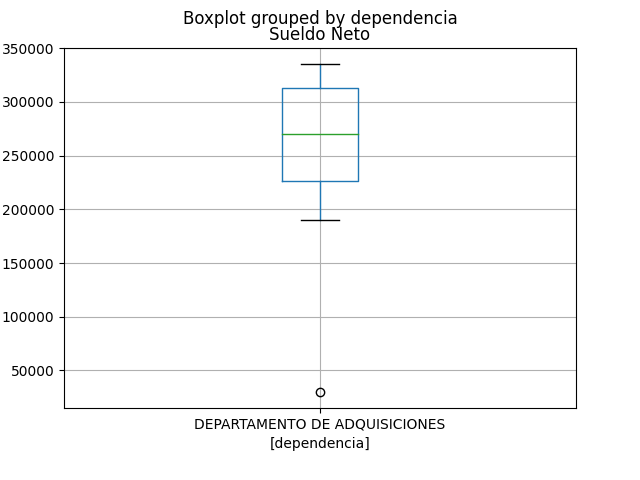 Boxplot grouped by dependencia
Sueldo Neto
350000
300000
250000
200000
150000
100000
50000
DEPARTAMENTO DE ADQUISICIONES
[dependencia]